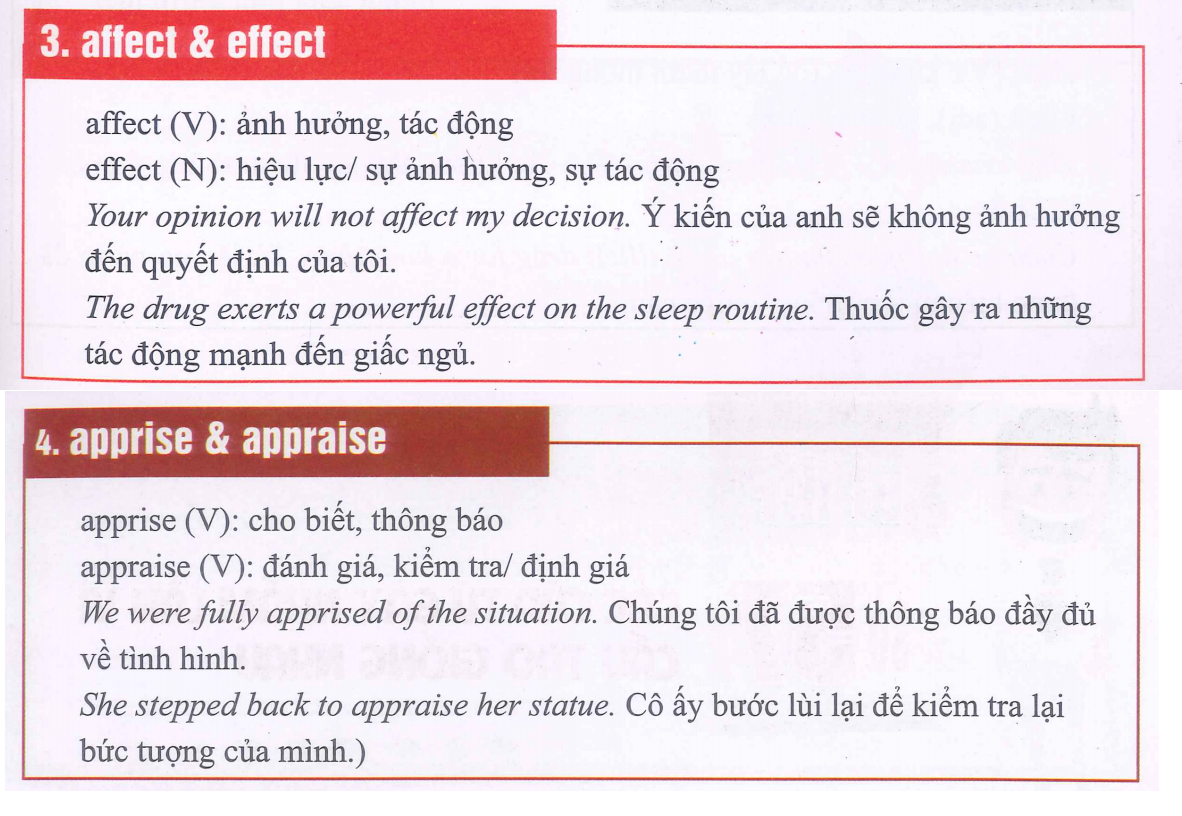 3. affect & effect
affect (V): ảnh hưởng, tác động
effect (N): hiệu lực/ sự ảnh hưởng, sự tác động
Your opinion will not affect my decision. Ý kiến của anh sẽ không ảnh hưởng
đến quyết định của tôi.
The drug exerts a powerful effect on the sleep routine. Thuốc gây ra những
tác động mạnh đến giấc ngủ.
4. apprise & appraise
apprise (V): cho biết, thông báo
appraise (V): đánh giá, kiểm tra/ định giá
We were fully apprised of the situation. Chúng tôi đã được thông báo đầy đủ
về tình hình.
She stepped back to appraise her statue. Cô ấy bước lùi lại để kiểm tra lại
bức tượng của mình.)